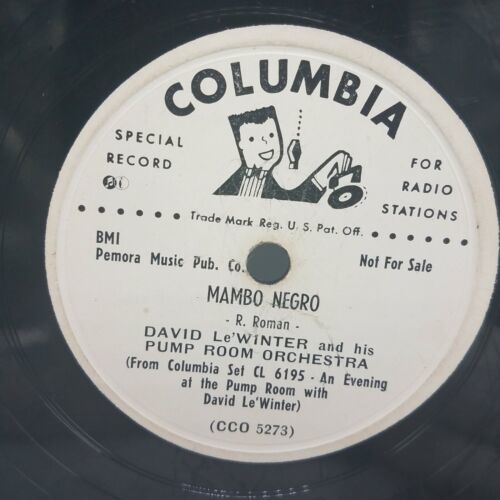 COLUMBIA
SPECIAL RECORD
FOR RADIO STATIONS
Trade Mark Reg. U. S. Pat. Off.
BMI
Pemora Music Pub. Co.
Not For Sale
MAMBO NEGRO
- R. Roman -
DAVID Le'WINTER and his
PUMP ROOM ORCHESTRA
(From Columbia Set CL 6195 - An Evening
at the Pump Room with
David Le'Winter)
(CCO 5273)